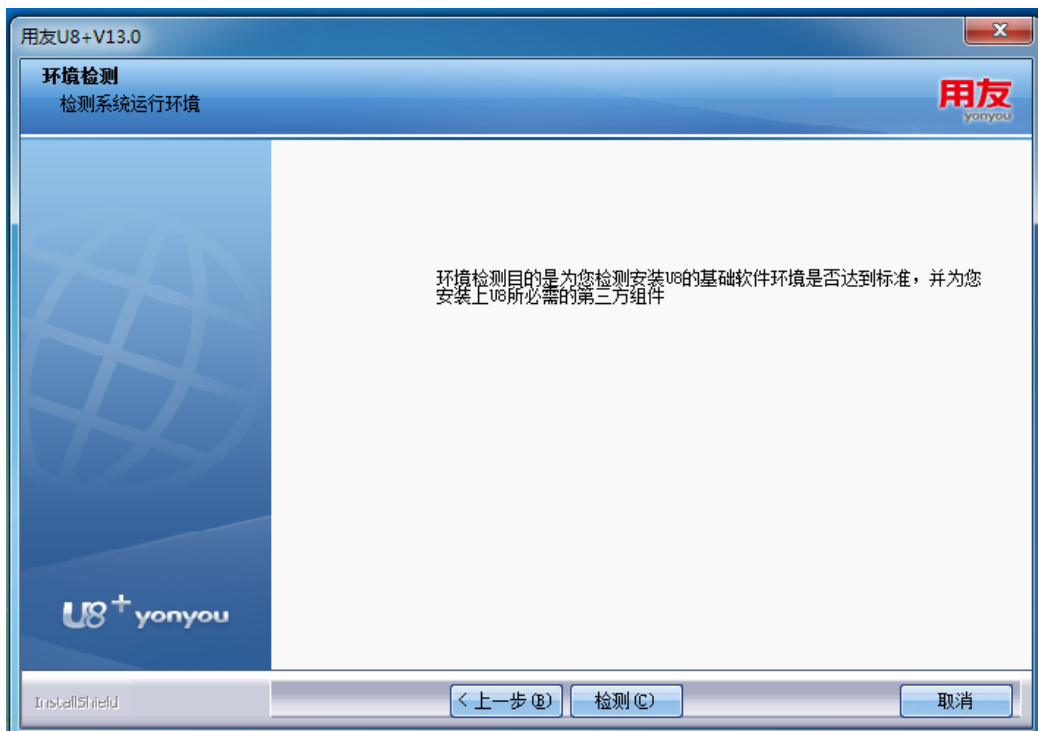 用友U8+V13.0
环境检测
检测系统运行环境
用友
yonyou
环境检测目的是为您检测安装U8的基础软件环境是否达到标准，并为您
安装上U8所必需的第三方组件
U8+ yonyou
InstallShield
<上一步(B)
检测(C)
取消